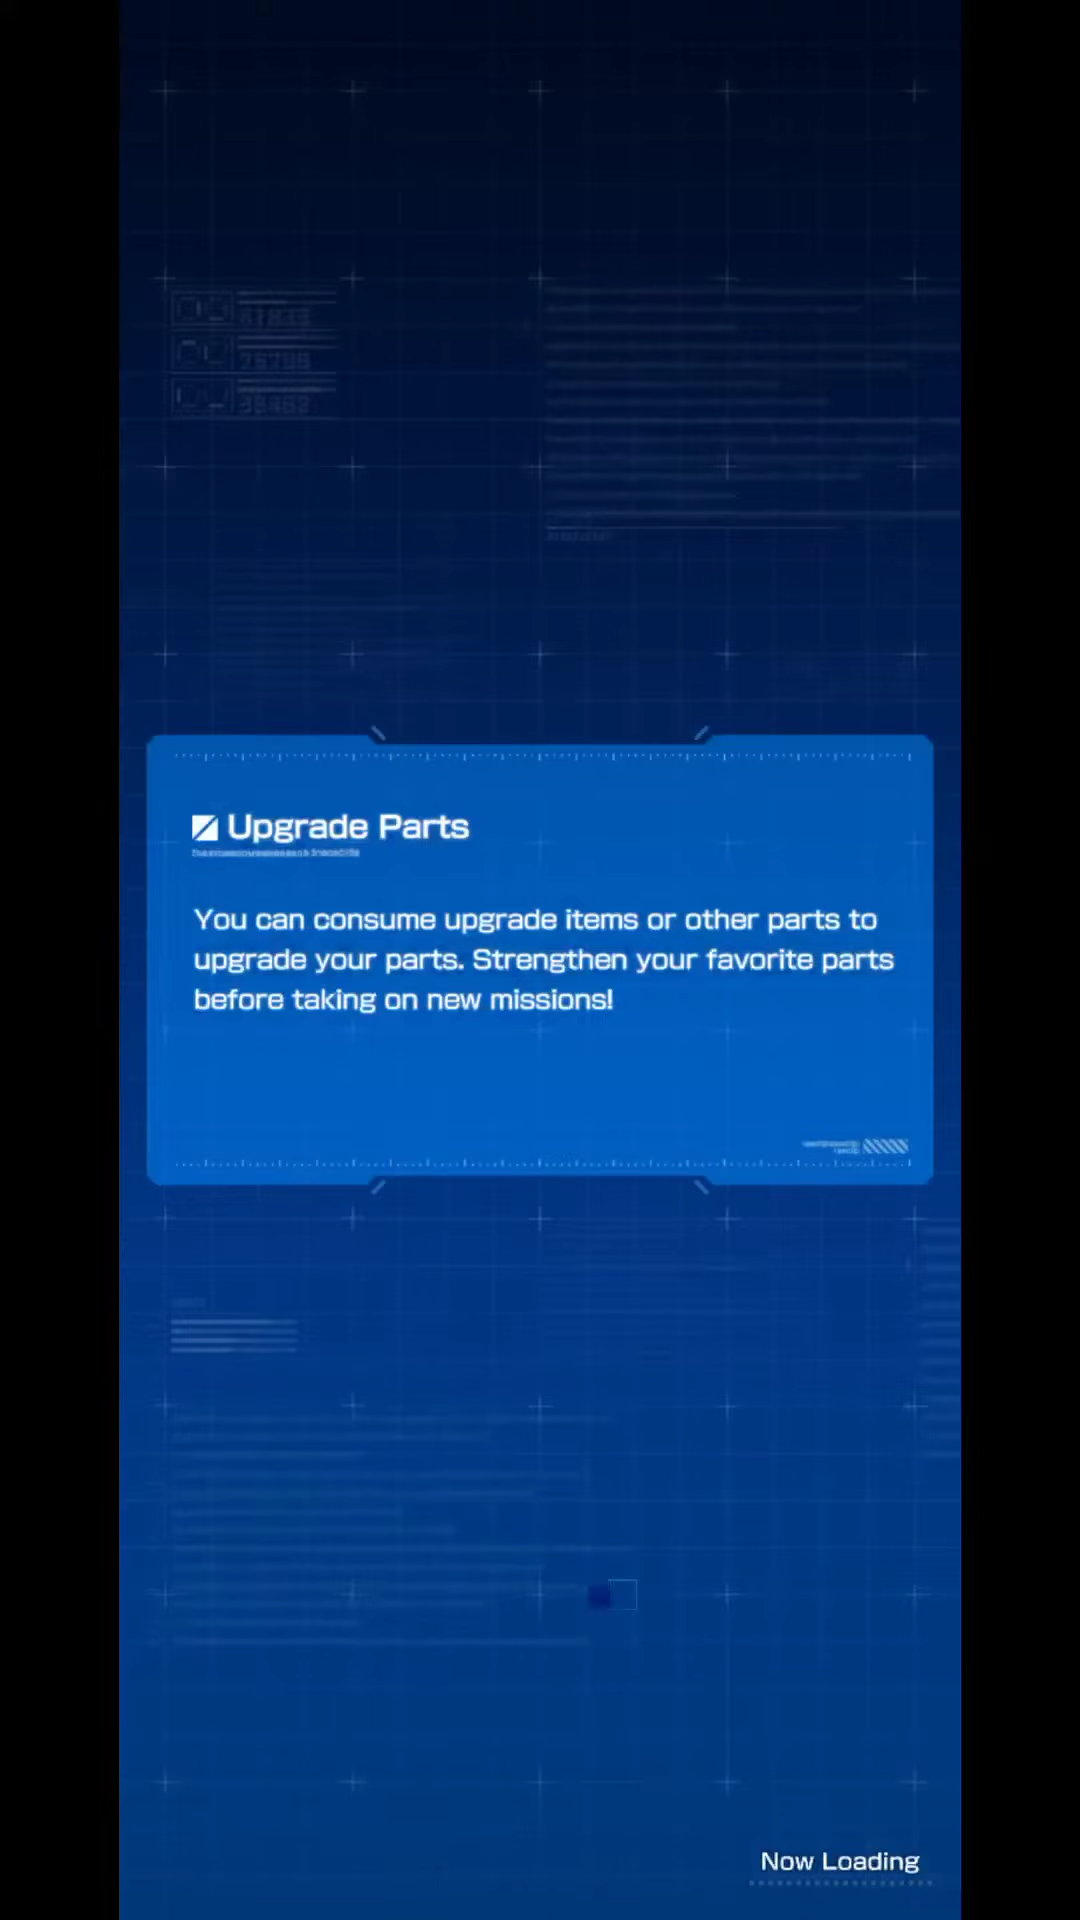 Upgrade Parts
You can consume upgrade items or other parts to
upgrade your parts. Strengthen your favorite parts
before taking on new missions!
Now Loading